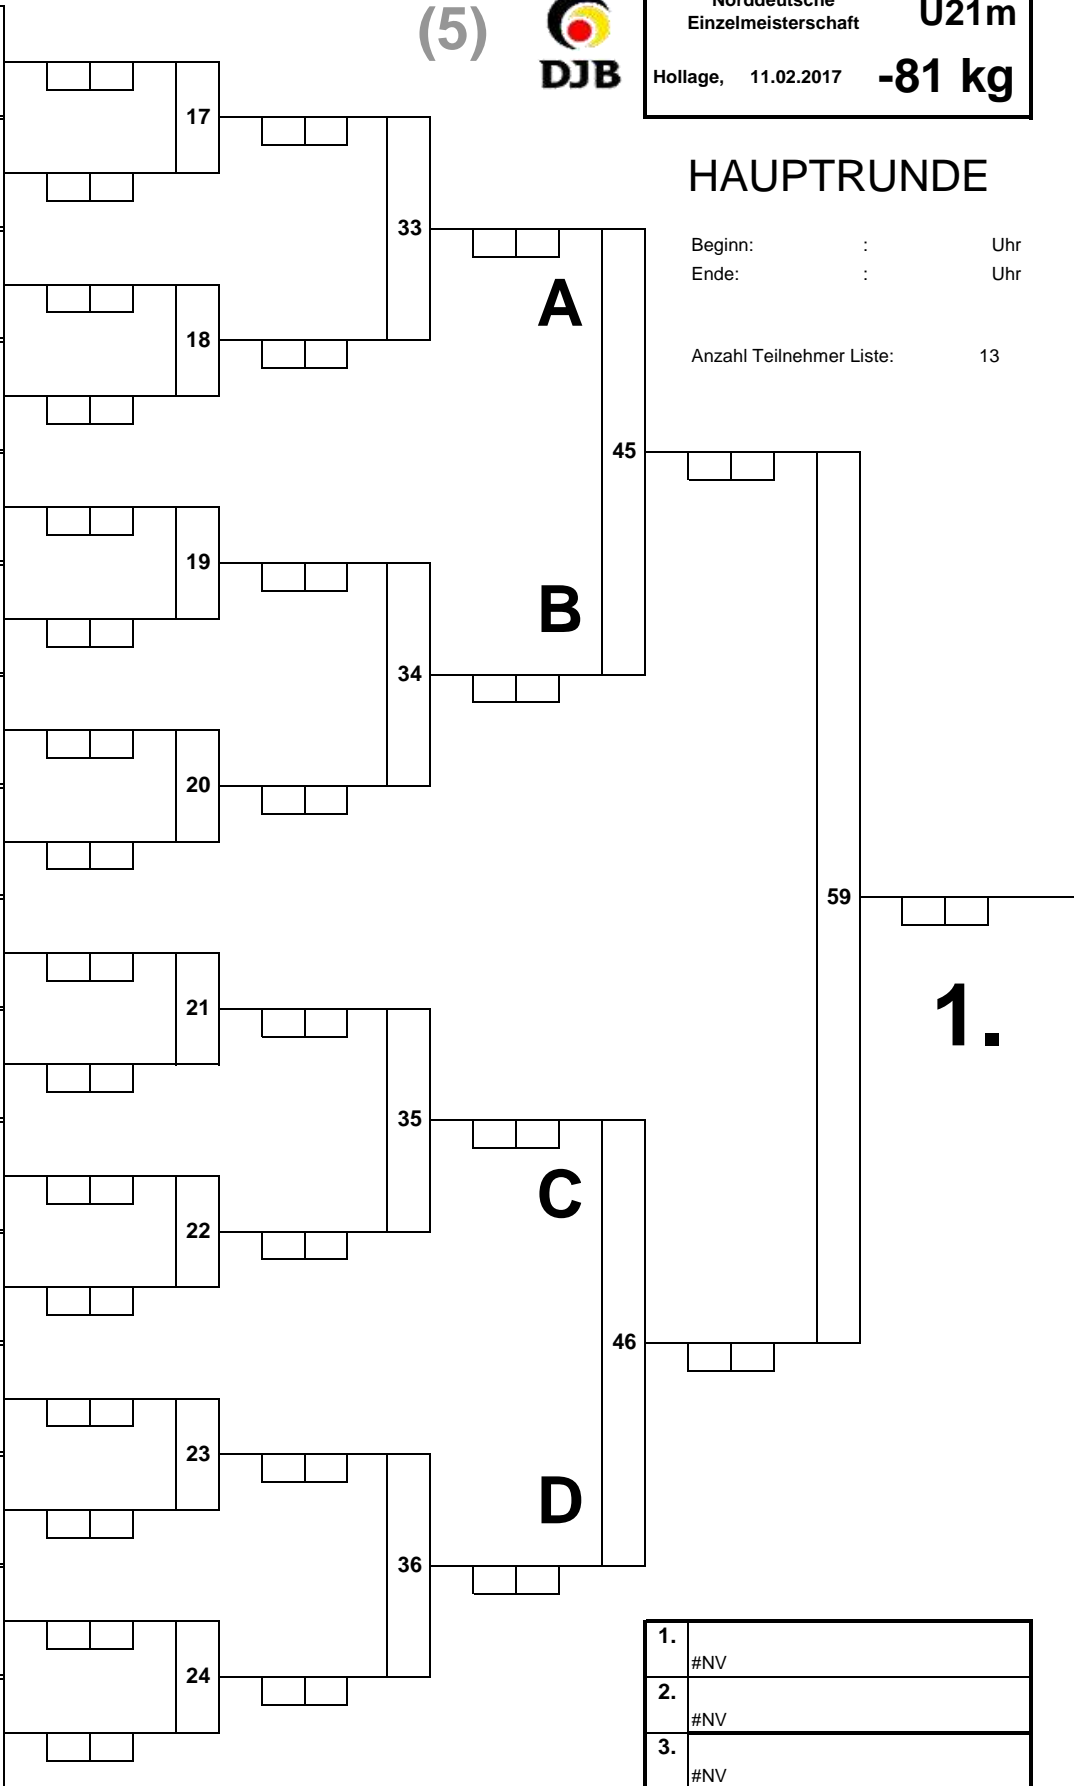 (5)
DJB
Norddeutsche
Einzelmeisterschaft
U21m
Hollage, 11.02.2017 -81 kg
HAUPTRUNDE
Beginn: : Uhr
Ende: : Uhr
Anzahl Teilnehmer Liste: 13
17
33
A
18
45
19
B
34
20
59
21
1.
35
C
22
46
23
D
36
24
1.
#NV
2.
#NV
3.
#NV